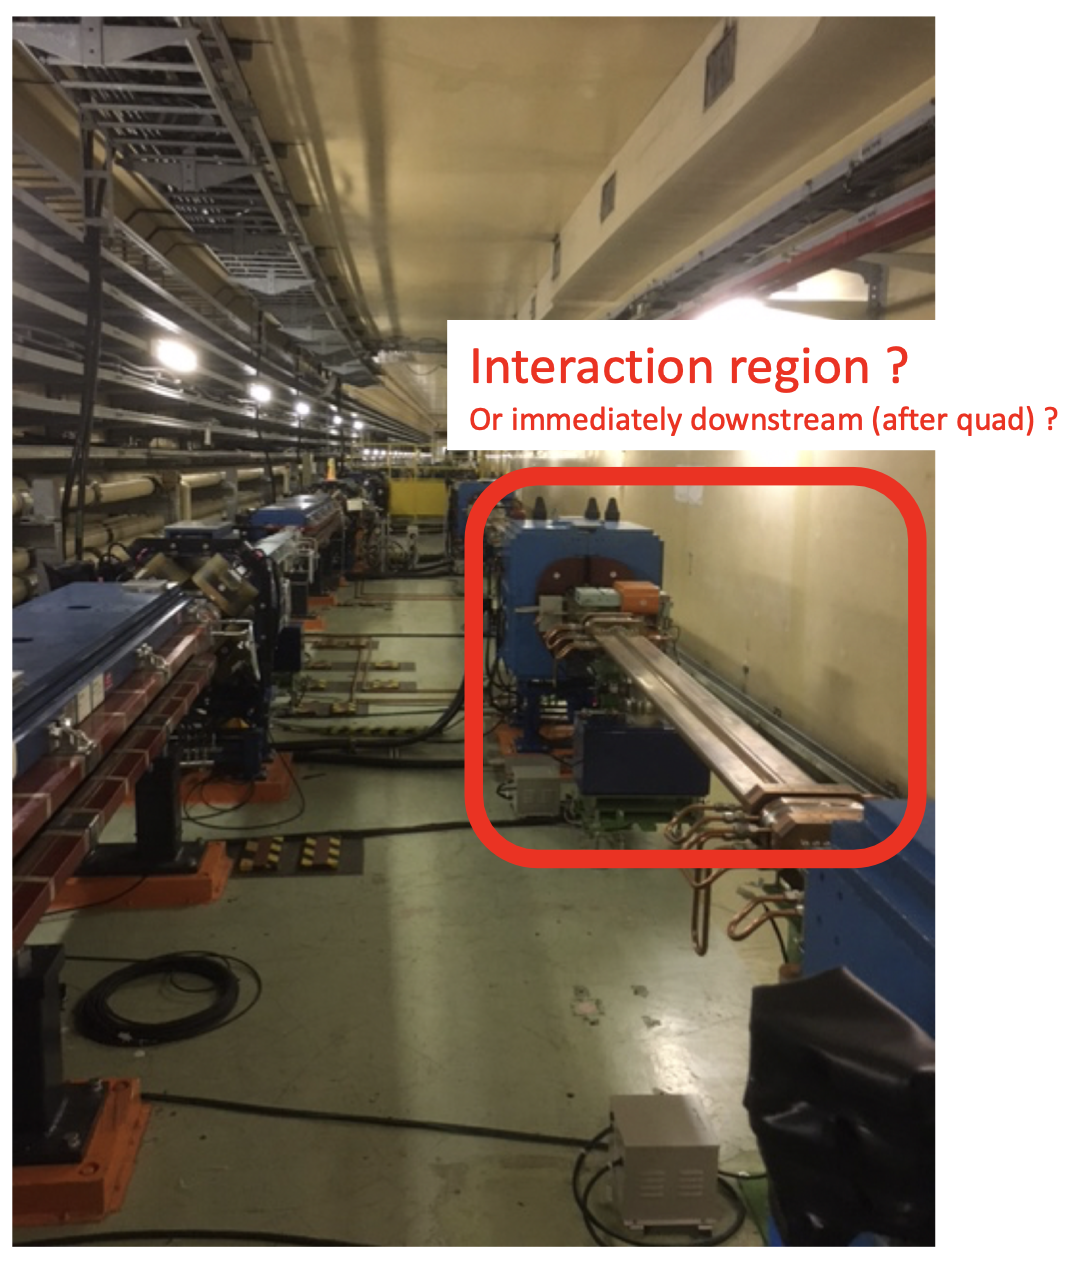 Interaction region ?
Or immediately downstream (after quad) ?